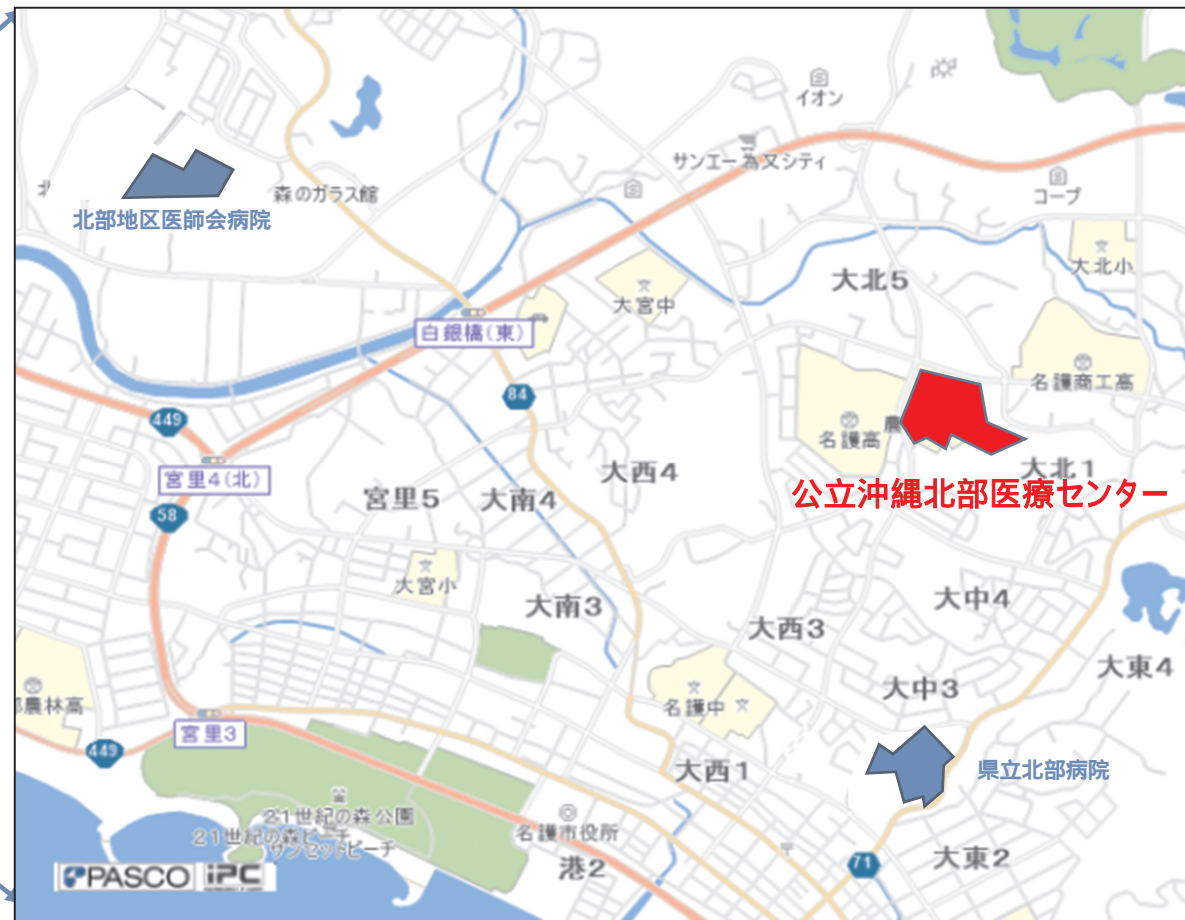 イオン
サンエー為又シティ
森のガラス館
コープ
北部地区医師会病院
大北小
大北5
大宮中
白銀橋(東)
名護商工高
84
449
名護高
農
大北1
宮里4(北)
大西4
公立沖縄北部医療センター
宮里5
大南4
58
大宮小
大南3
大中4
大西3
大東4
大中3
名護中
部農林高
宮里3
449
大西1
県立北部病院
21世紀の森公園
21世紀の森ビーチ
サンセットビーチ
名護市役所
港2
大東2
71
PASCO iPC